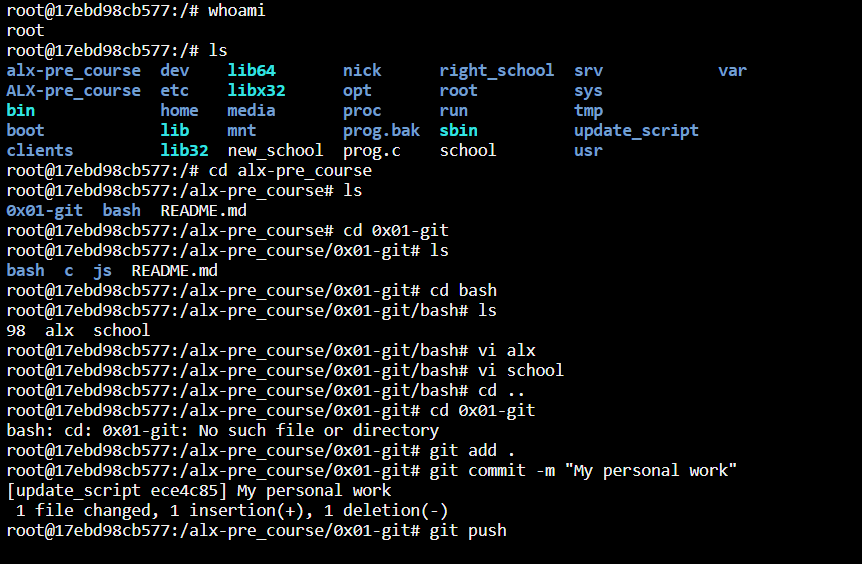 root@17ebd98cb577:/# whoami
root
root@17ebd98cb577:/# ls
alx-pre_course  dev   lib64       nick      right_school   srv            var
ALX-pre_course  etc   libx32      opt       root           sys
bin             home  media       proc      run            tmp
boot            lib   mnt         prog.bak  sbin           update_script
clients         lib32  new_school  prog.c    school         usr
root@17ebd98cb577:/# cd alx-pre_course
root@17ebd98cb577:/alx-pre_course# ls
0x01-git  bash  README.md
root@17ebd98cb577:/alx-pre_course# cd 0x01-git
root@17ebd98cb577:/alx-pre_course/0x01-git# ls
bash  c  js  README.md
root@17ebd98cb577:/alx-pre_course/0x01-git# cd bash
root@17ebd98cb577:/alx-pre_course/0x01-git/bash# ls
98  alx  school
root@17ebd98cb577:/alx-pre_course/0x01-git/bash# vi alx
root@17ebd98cb577:/alx-pre_course/0x01-git/bash# vi school
root@17ebd98cb577:/alx-pre_course/0x01-git/bash# cd ..
root@17ebd98cb577:/alx-pre_course/0x01-git# cd 0x01-git
bash: cd: 0x01-git: No such file or directory
root@17ebd98cb577:/alx-pre_course/0x01-git# git add .
root@17ebd98cb577:/alx-pre_course/0x01-git# git commit -m "My personal work"
[update_script ece4c85] My personal work
 1 file changed, 1 insertion(+), 1 deletion(-)
root@17ebd98cb577:/alx-pre_course/0x01-git# git push